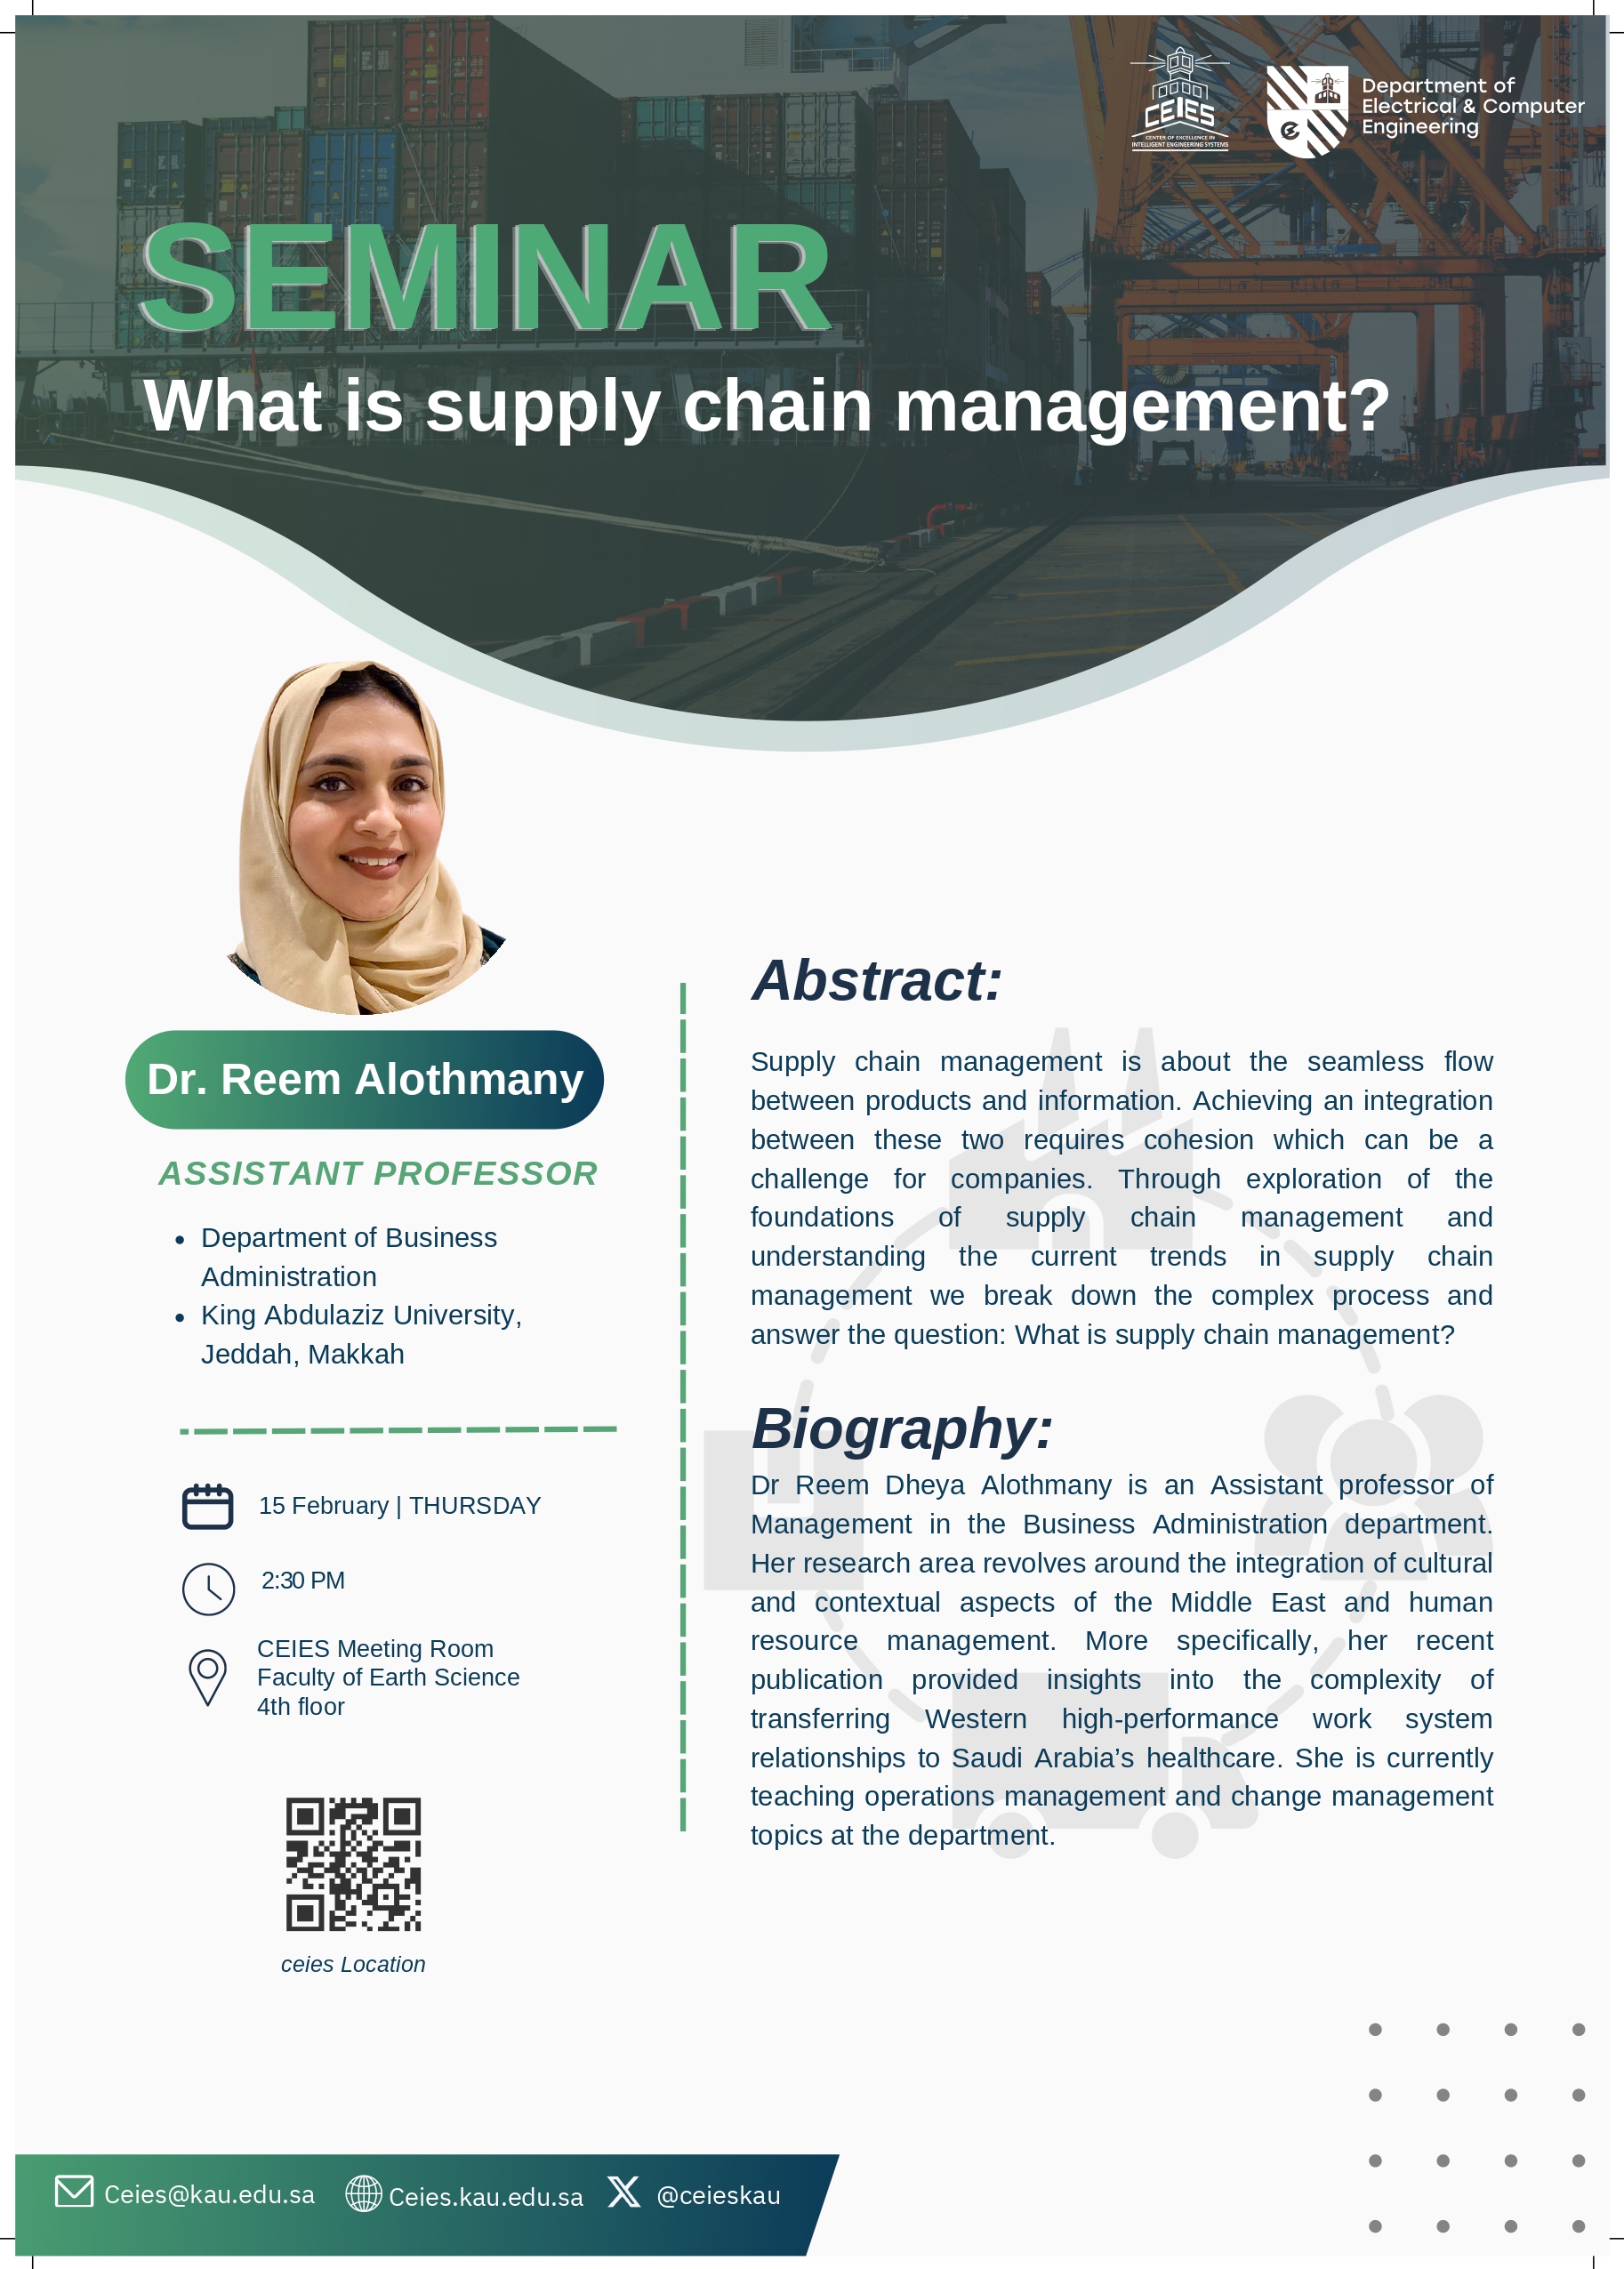 CEIES
CENTER OF EXCELLENCE IN
INTELLIGENT ENGINEERING SYSTEMS
Department of
Electrical & Computer
Engineering
SEMINAR
What is supply chain management?
Dr. Reem Alothmany
ASSISTANT PROFESSOR
• Department of Business
Administration
• King Abdulaziz University,
Jeddah, Makkah
15 February | THURSDAY
2:30 PM
CEIES Meeting Room
Faculty of Earth Science
4th floor
ceies Location
Abstract:
Supply chain management is about the seamless flow
between products and information. Achieving an integration
between these two requires cohesion which can be a
challenge for companies. Through exploration of the
foundations of supply chain management and
understanding the current trends in supply chain
management we break down the complex process and
answer the question: What is supply chain management?
Biography:
Dr Reem Dheya Alothmany is an Assistant professor of
Management in the Business Administration department.
Her research area revolves around the integration of cultural
and contextual aspects of the Middle East and human
resource management. More specifically, her recent
publication provided insights into the complexity of
transferring Western high-performance work system
relationships to Saudi Arabia’s healthcare. She is currently
teaching operations management and change management
topics at the department.
Ceies@kau.edu.sa
Ceies.kau.edu.sa
@ceieskau